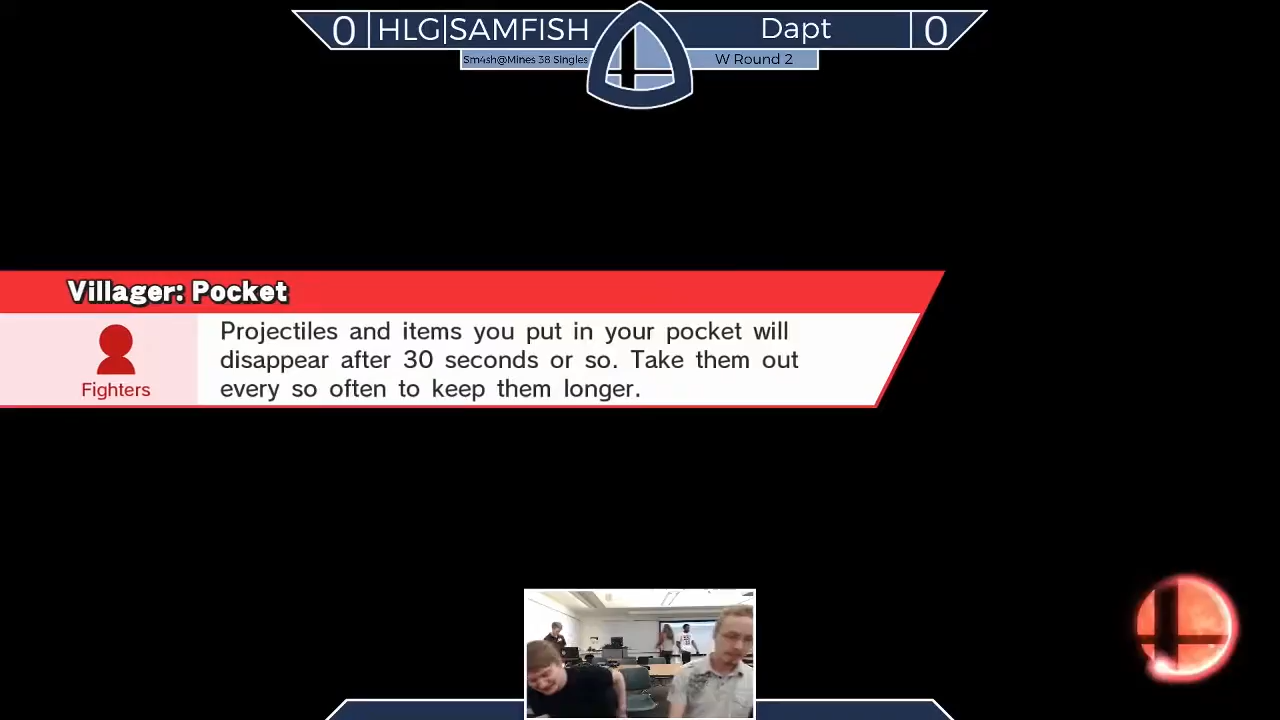 0 HLG|SAMFISH Dapt 0
Sm4sh@Mines 38 Singles W Round 2
Villager: Pocket
Projectiles and items you put in your pocket will
disappear after 30 seconds or so. Take them out
every so often to keep them longer.
Fighters